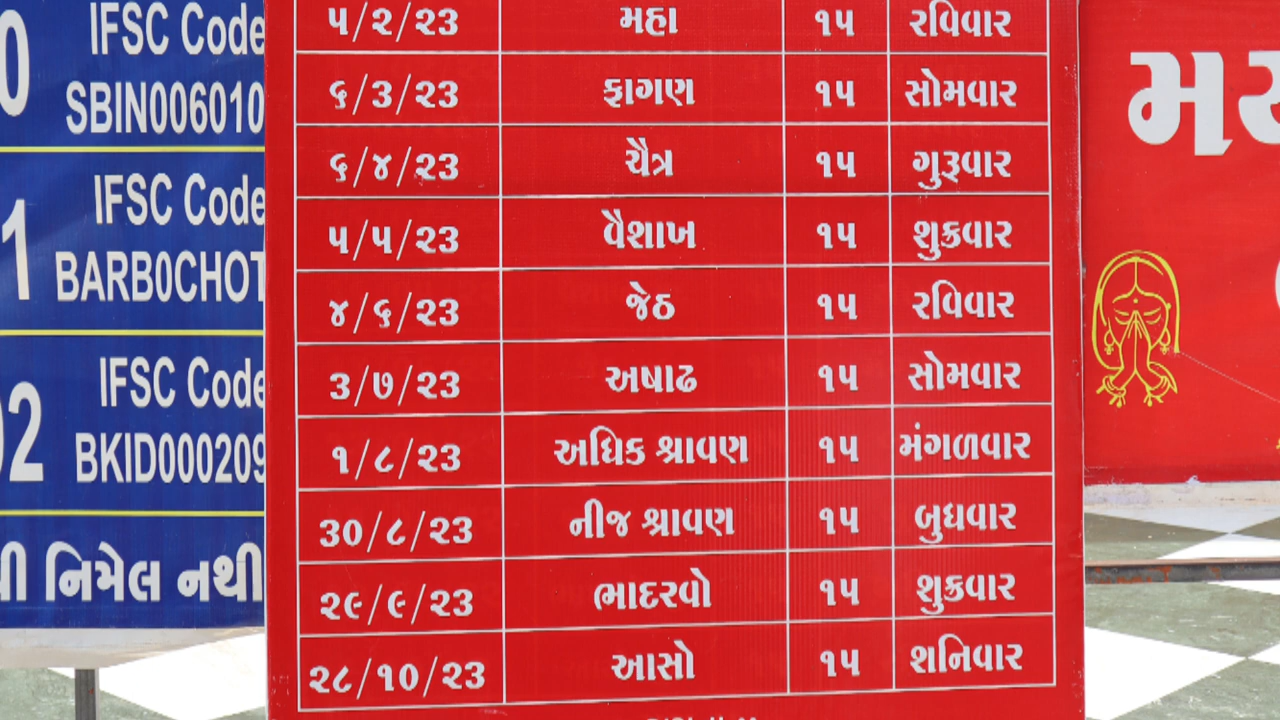 IFSC Code
SBIN006010
IFSC Code
BARB0CHOT
IFSC Code
BKID000209
નિમેલ નથી
૫/૨/૨૩ મહા ૧૫ રવિવાર
૬/૩/૨૩ ફાગણ ૧૫ સોમવાર
૬/૪/૨૩ ચૈત્ર ૧૫ ગુરૂવાર
૫/૫/૨૩ વૈશાખ ૧૫ શુક્રવાર
૪/૬/૨૩ જેઠ ૧૫ રવિવાર
૩/૭/૨૩ અષાઢ ૧૫ સોમવાર
૧/૮/૨૩ અધિક શ્રાવણ ૧૫ મંગળવાર
૩૦/૮/૨૩ નીજ શ્રાવણ ૧૫ બુધવાર
૨૯/૯/૨૩ ભાદરવો ૧૫ શુક્રવાર
૨૮/૧૦/૨૩ આસો ૧૫ શનિવાર